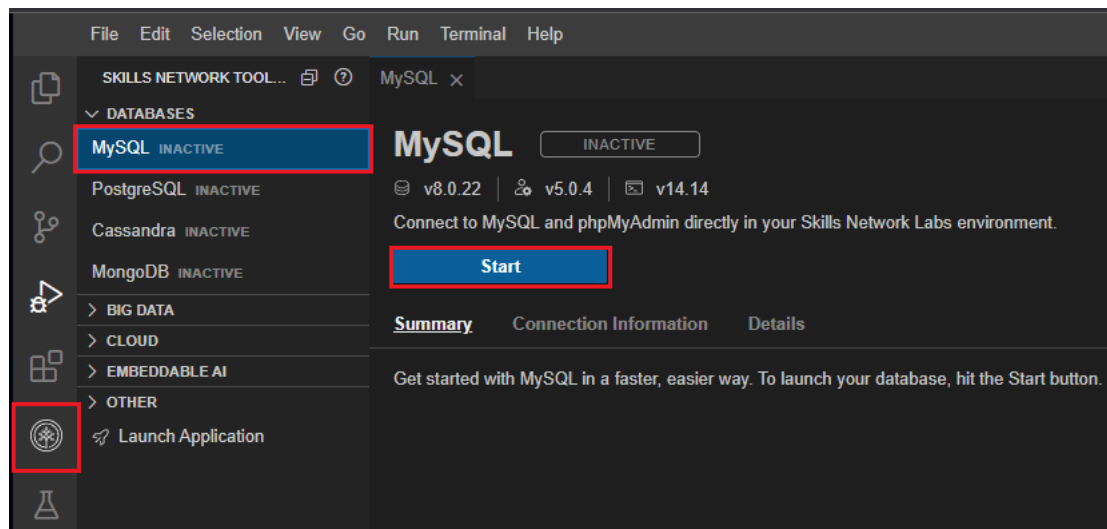 File Edit Selection View Go Run Terminal Help
SKILLS NETWORK TOOL...
MySQL
DATABASES
MySQL INACTIVE
PostgreSQL INACTIVE
Cassandra INACTIVE
MongoDB INACTIVE
BIG DATA
CLOUD
EMBEDDABLE AI
OTHER
Launch Application
MySQL INACTIVE
v8.0.22 v5.0.4 v14.14
Connect to MySQL and phpMyAdmin directly in your Skills Network Labs environment.
Start
Summary Connection Information Details
Get started with MySQL in a faster, easier way. To launch your database, hit the Start button.